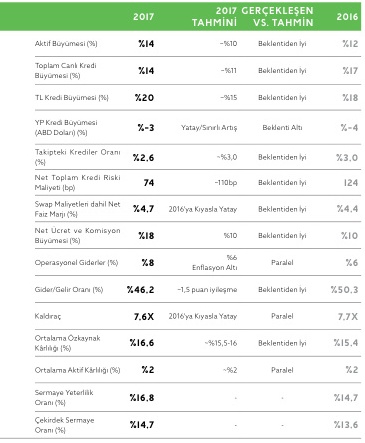 2017 2017 GERÇEKLEŞEN 2016
TAHMİNİ VS. TAHMİN
Aktif Büyümesi (%) %14 ~%10 Beklentiden İyi %12
Toplam Canlı Kredi
Büyümesi (%) %14 ~%11 Beklentiden İyi %17
TL Kredi Büyümesi (%) %20 ~%15 Beklentiden İyi %18
YP Kredi Büyümesi
(ABD Doları) (%) %-3 Yatay/Sınırlı Artış Beklenti Altı %-4
Takipteki Krediler Oranı
(%) %2,6 ~%3,0 Beklentiden İyi %3,0
Net Toplam Kredi Riski
Maliyeti (bp) 74 ~110bp Beklentiden İyi 124
Swap Maliyetleri dahil Net
Faiz Marjı (%) %4,7 2016'ya Kıyasla Yatay Beklentiden İyi %4,4
Net Ücret ve Komisyon
Büyümesi (%) %18 %10 Beklentiden İyi %10
Operasyonel Giderler (%) %8 %6 Paralel %6
Enflasyon Altı
Gider/Gelir Oranı (%) %46,2 ~1,5 puan iyileşme Beklentiden İyi %50,3
Kaldıraç 7,6X 2016'ya Kıyasla Yatay Paralel 7,7X
Ortalama Özkaynak
Kârlılığı (%) %16,6 ~%15,5-16 Beklentiden İyi %15,4
Ortalama Aktif Kârlılığı (%) %2 ~%2 Paralel %2
Sermaye Yeterlilik
Oranı (%) %16,8 - - %14,7
Çekirdek Sermaye
Oranı (%) %14,7 - - %13,6